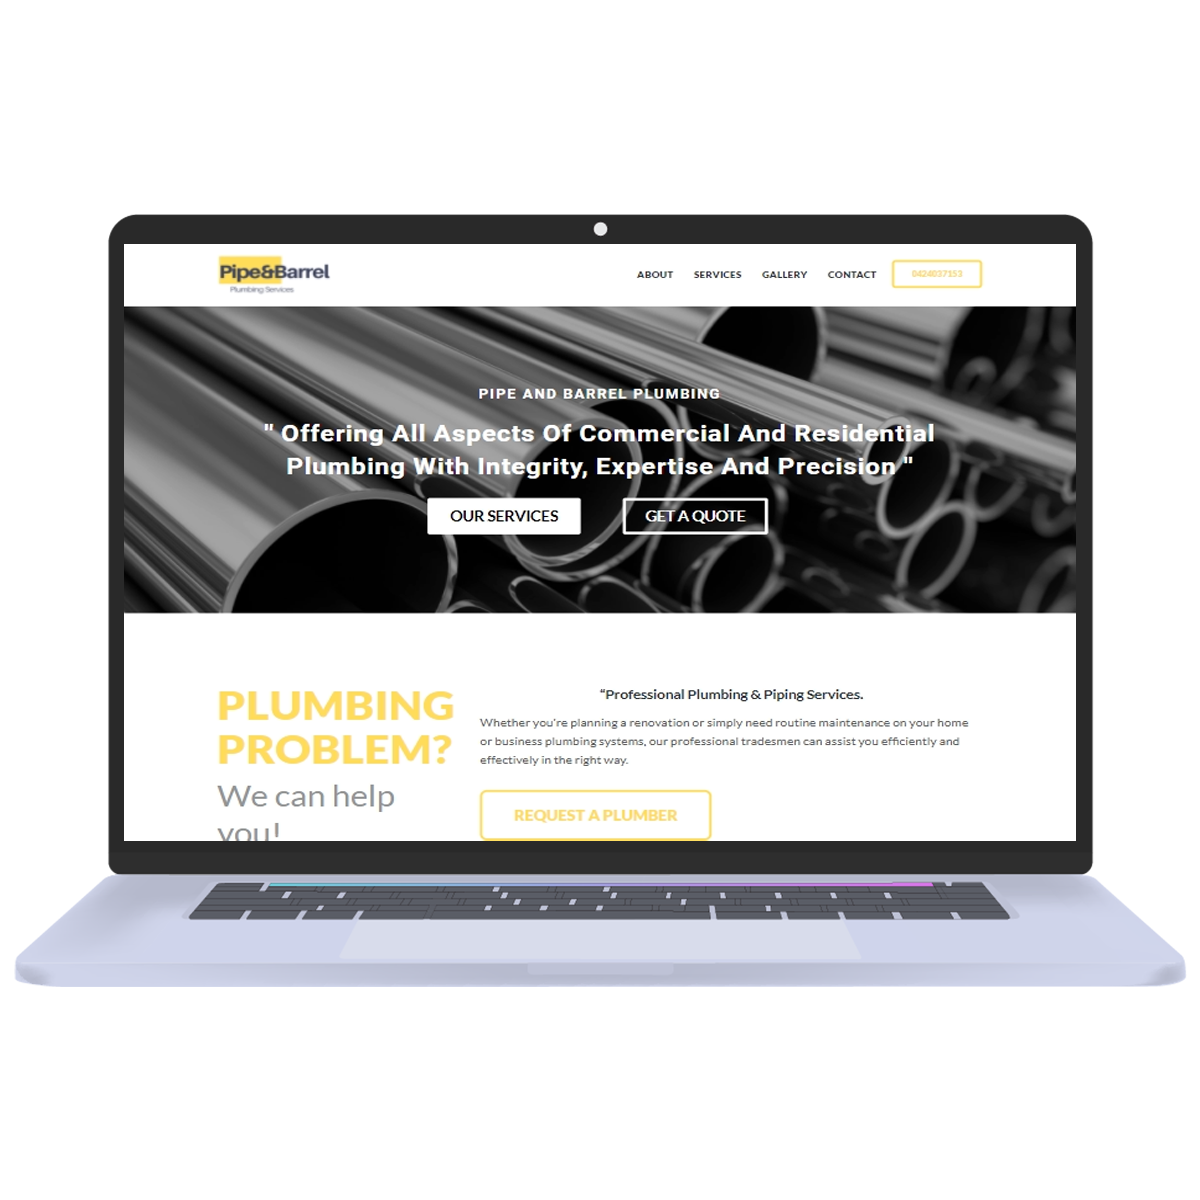 Pipe&Barrel
Plumbing Services
ABOUT SERVICES GALLERY CONTACT 0424037153
PIPE AND BARREL PLUMBING
" Offering All Aspects Of Commercial And Residential
Plumbing With Integrity, Expertise And Precision "
OUR SERVICES GET A QUOTE
PLUMBING
PROBLEM?
We can help
you!
“Professional Plumbing & Piping Services.
Whether you're planning a renovation or simply need routine maintenance on your home
or business plumbing systems, our professional tradesmen can assist you efficiently and
effectively in the right way.
REQUEST A PLUMBER